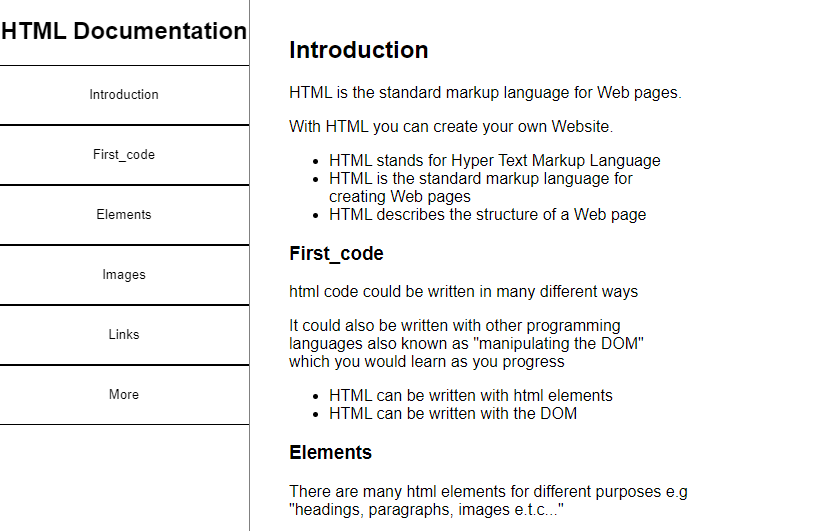 HTML Documentation
Introduction
First_code
Elements
Images
Links
More
Introduction
HTML is the standard markup language for Web pages.
With HTML you can create your own Website.
• HTML stands for Hyper Text Markup Language
• HTML is the standard markup language for
creating Web pages
• HTML describes the structure of a Web page
First_code
html code could be written in many different ways
It could also be written with other programming
languages also known as "manipulating the DOM"
which you would learn as you progress
• HTML can be written with html elements
• HTML can be written with the DOM
Elements
There are many html elements for different purposes e.g
"headings, paragraphs, images e.t.c..."